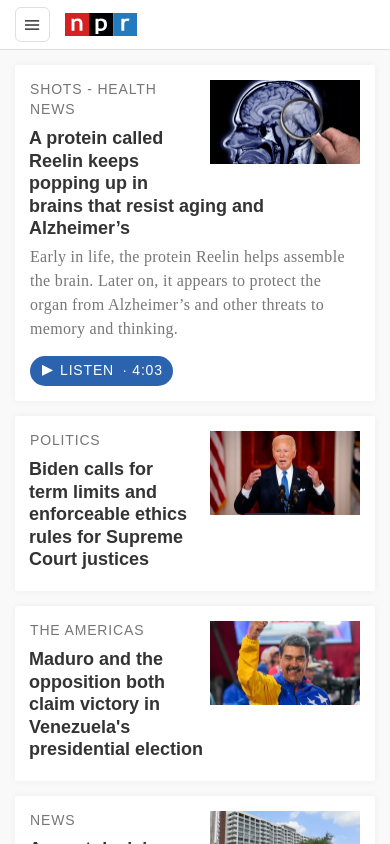 npr
SHOTS - HEALTH
NEWS
A protein called
Reelin keeps
popping up in
brains that resist aging and
Alzheimer’s
Early in life, the protein Reelin helps assemble
the brain. Later on, it appears to protect the
organ from Alzheimer’s and other threats to
memory and thinking.
LISTEN · 4:03
POLITICS
Biden calls for
term limits and
enforceable ethics
rules for Supreme
Court justices
THE AMERICAS
Maduro and the
opposition both
claim victory in
Venezuela's
presidential election
NEWS